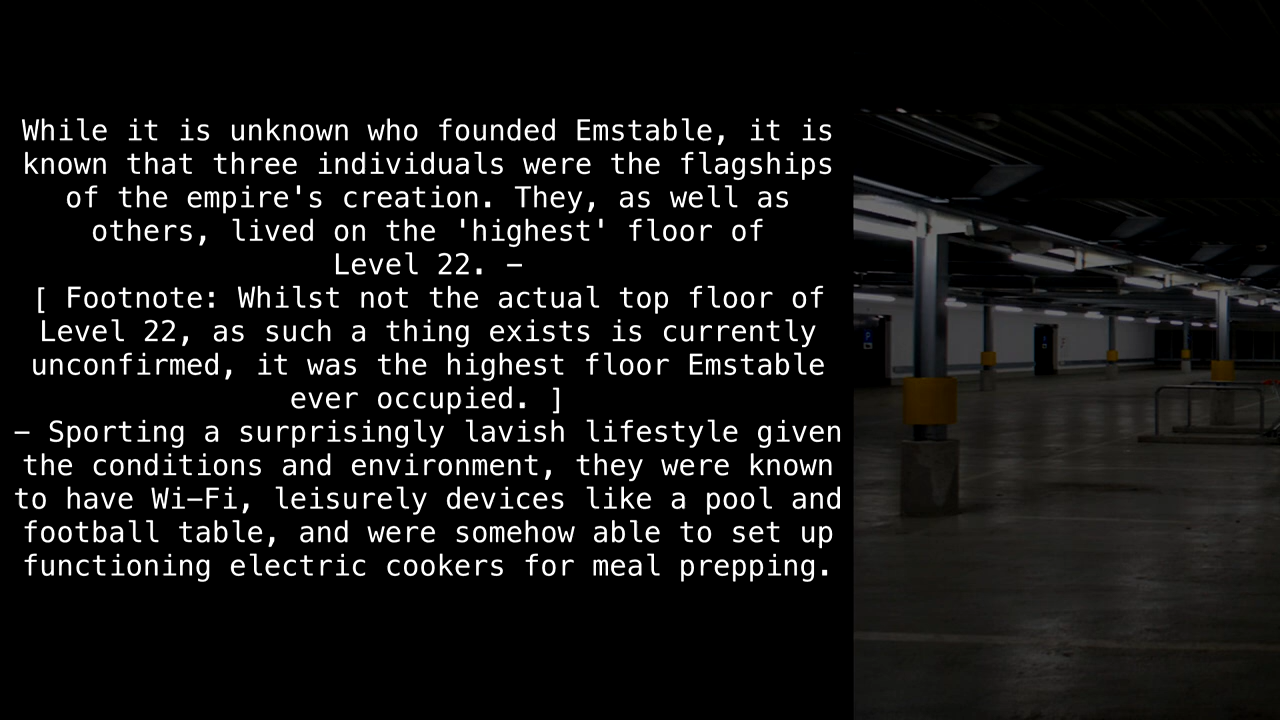 While it is unknown who founded Emstable, it is
known that three individuals were the flagships
of the empire's creation. They, as well as
others, lived on the 'highest' floor of
Level 22. –
[ Footnote: Whilst not the actual top floor of
Level 22, as such a thing exists is currently
unconfirmed, it was the highest floor Emstable
ever occupied. ]
– Sporting a surprisingly lavish lifestyle given
the conditions and environment, they were known
to have Wi–Fi, leisurely devices like a pool and
football table, and were somehow able to set up
functioning electric cookers for meal prepping.